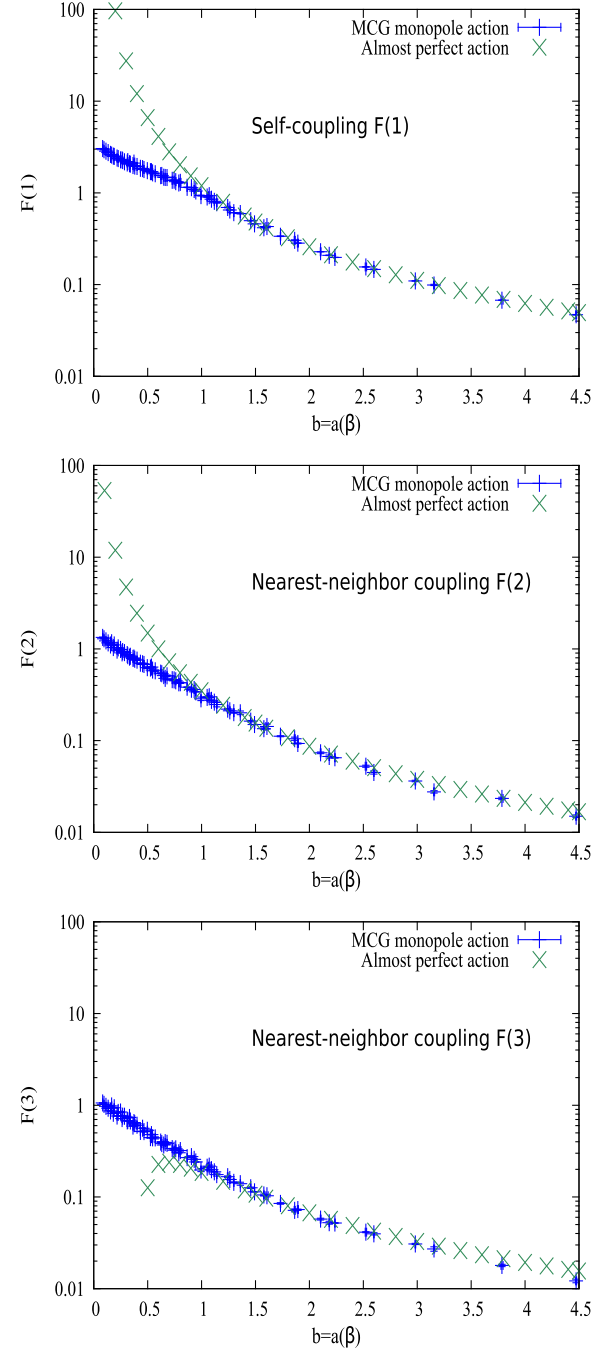 100
10
1
0.1
0.01
F(1)
MCG monopole action
Almost perfect action
Self-coupling F(1)
0 0.5 1 1.5 2 2.5 3 3.5 4 4.5
b=a(β)
100
10
1
0.1
0.01
F(2)
MCG monopole action
Almost perfect action
Nearest-neighbor coupling F(2)
0 0.5 1 1.5 2 2.5 3 3.5 4 4.5
b=a(β)
100
10
1
0.1
0.01
F(3)
MCG monopole action
Almost perfect action
Nearest-neighbor coupling F(3)
0 0.5 1 1.5 2 2.5 3 3.5 4 4.5
b=a(β)